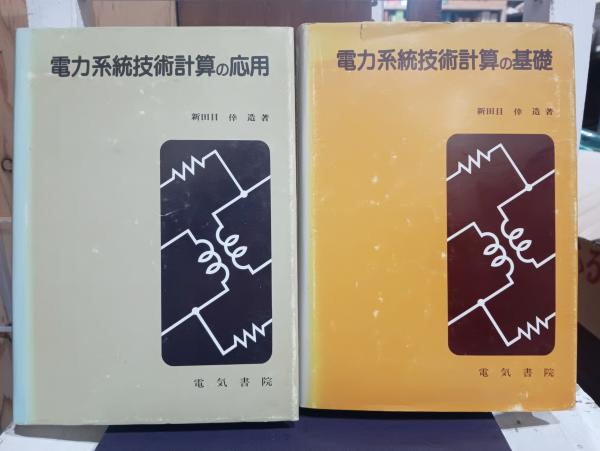 電力系統技術計算の応用
新田目 倖造 著
電気書院
電力系統技術計算の基礎
新田目 倖造 著
電気書院